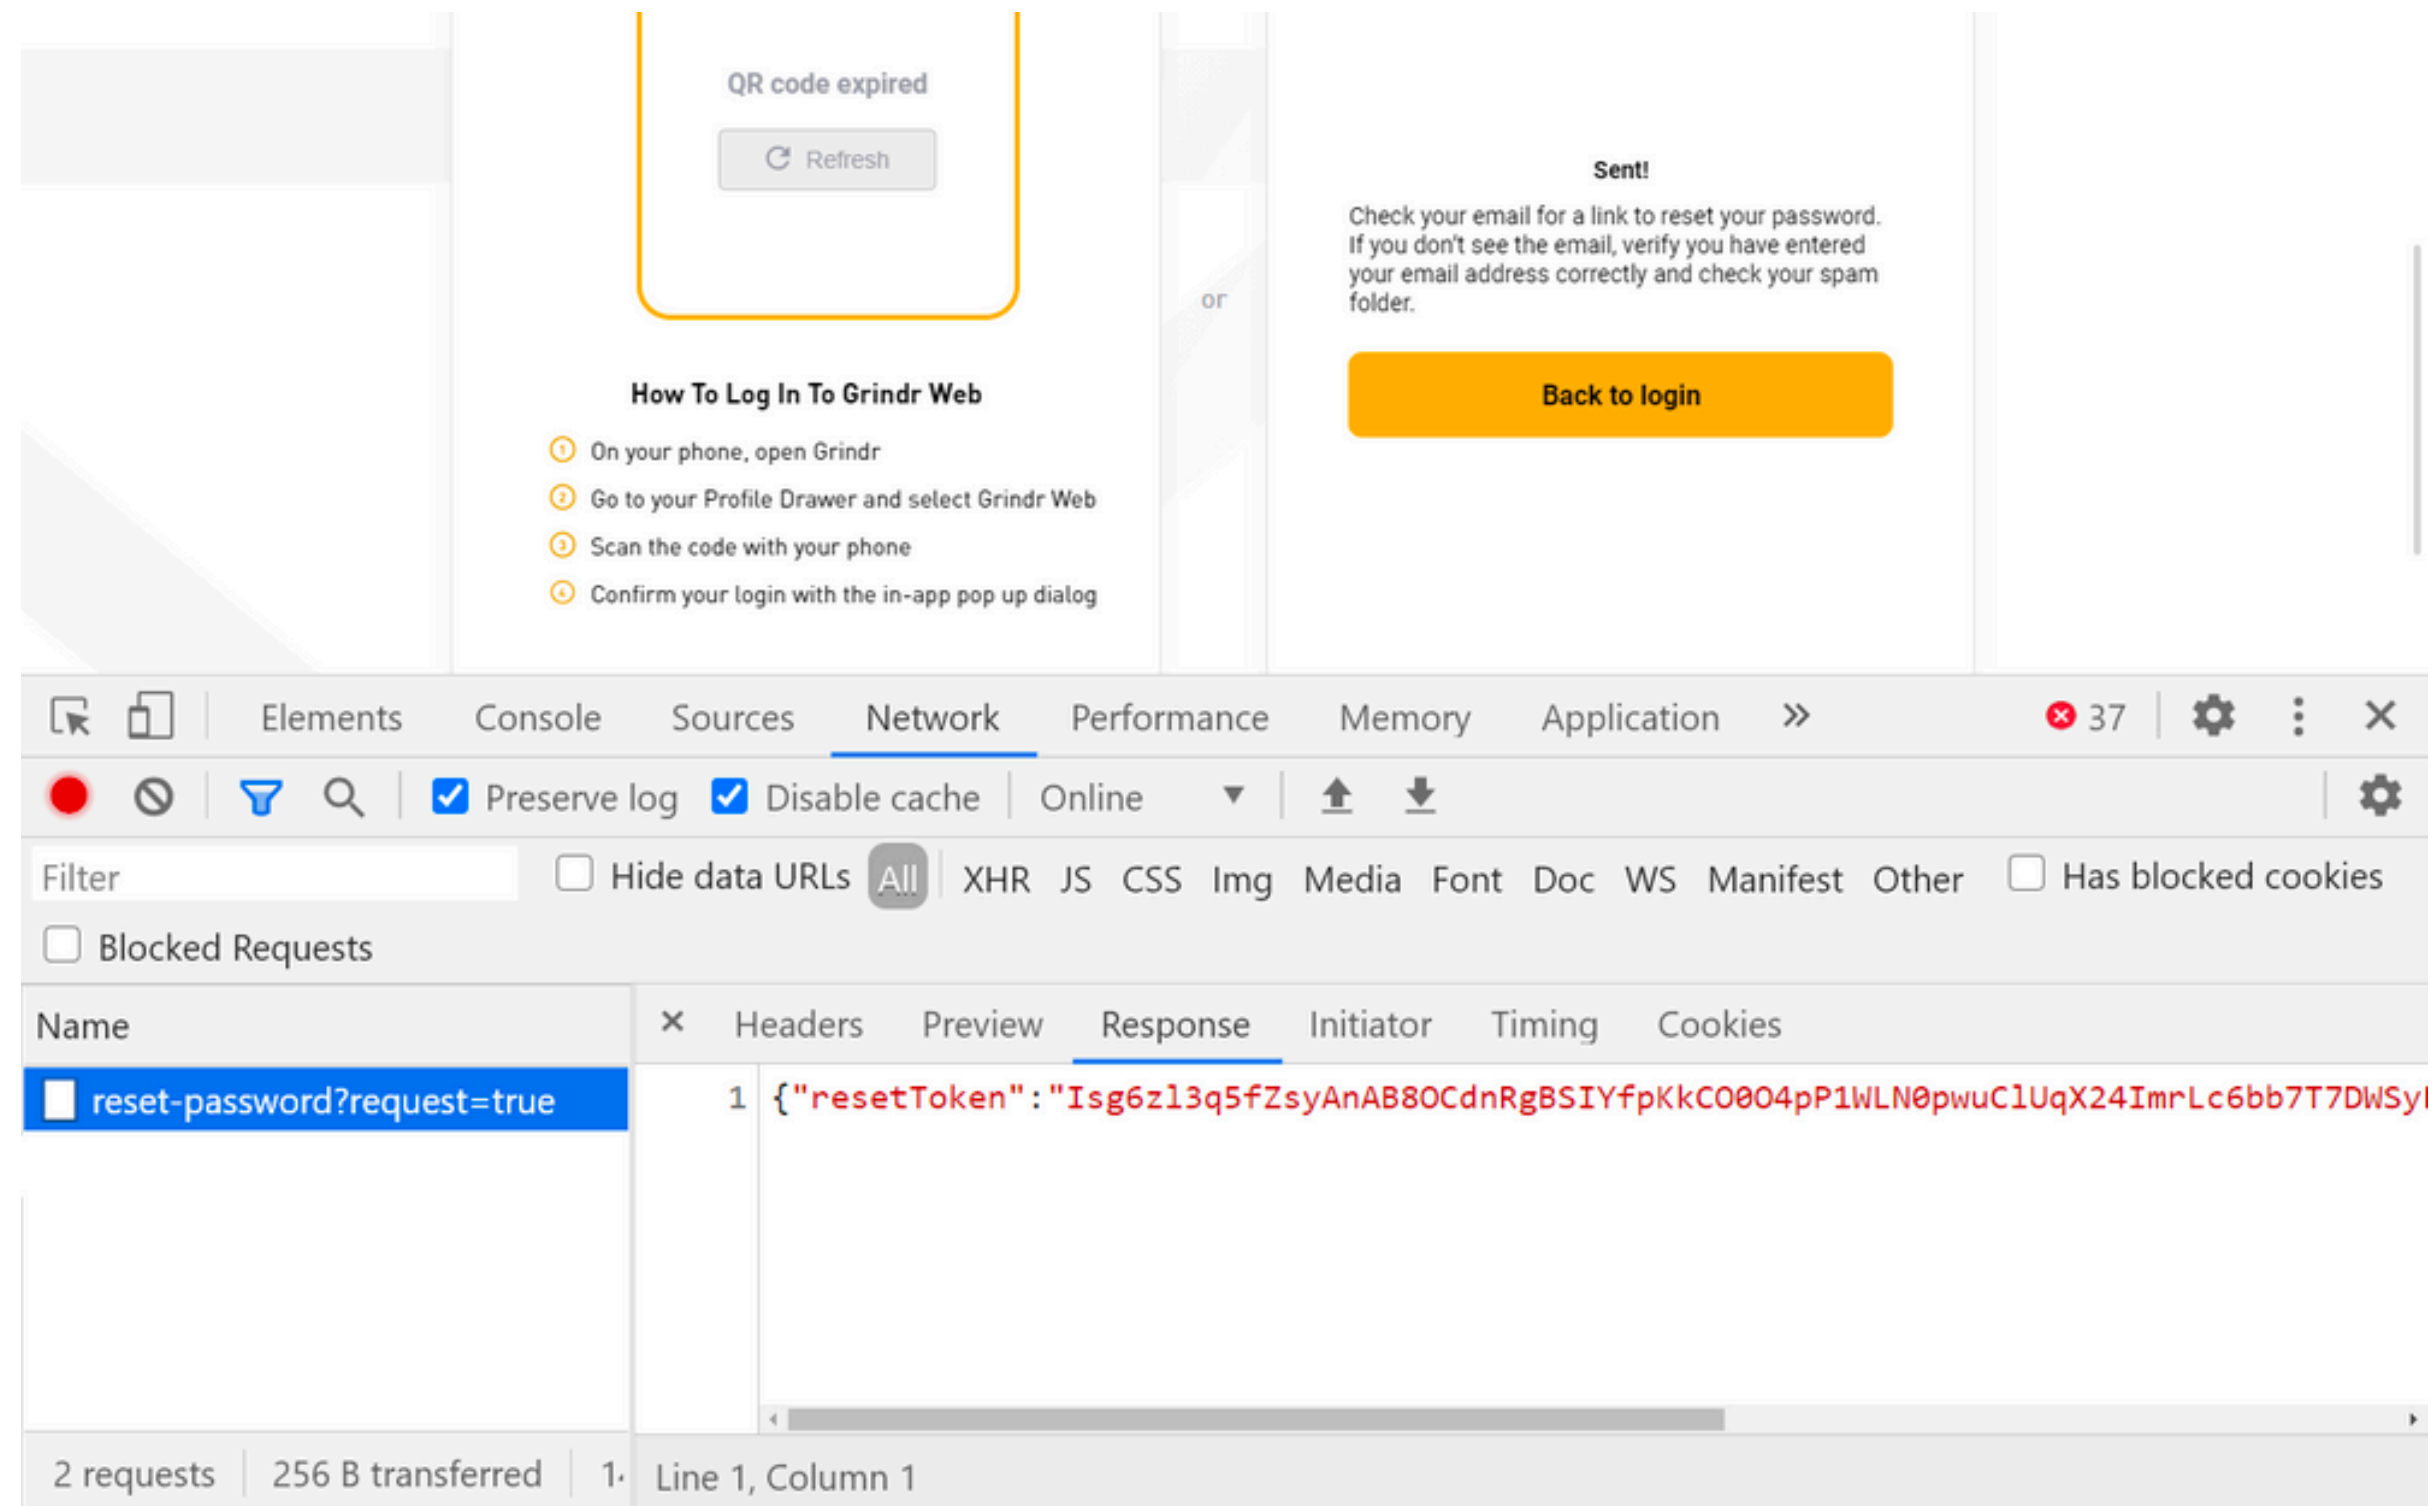 QR code expired
Refresh
How To Log In To Grindr Web
1 On your phone, open Grindr
2 Go to your Profile Drawer and select Grindr Web
3 Scan the code with your phone
4 Confirm your login with the in-app pop up dialog
or
Sent!
Check your email for a link to reset your password.
If you don't see the email, verify you have entered
your email address correctly and check your spam
folder.
Back to login
Elements Console Sources Network Performance Memory Application » 37
Preserve log Disable cache Online
Filter Hide data URLs All XHR JS CSS Img Media Font Doc WS Manifest Other Has blocked cookies
Blocked Requests
Name
Headers Preview Response Initiator Timing Cookies
reset-password?request=true
1 {"resetToken":"Isg6zl3q5fZsyAnAB8OCdnRgBSIYfpKkCO0O4pP1WLN0pwuClUqX24ImrLc6bb7T7DWSy
2 requests 256 B transferred
Line 1, Column 1